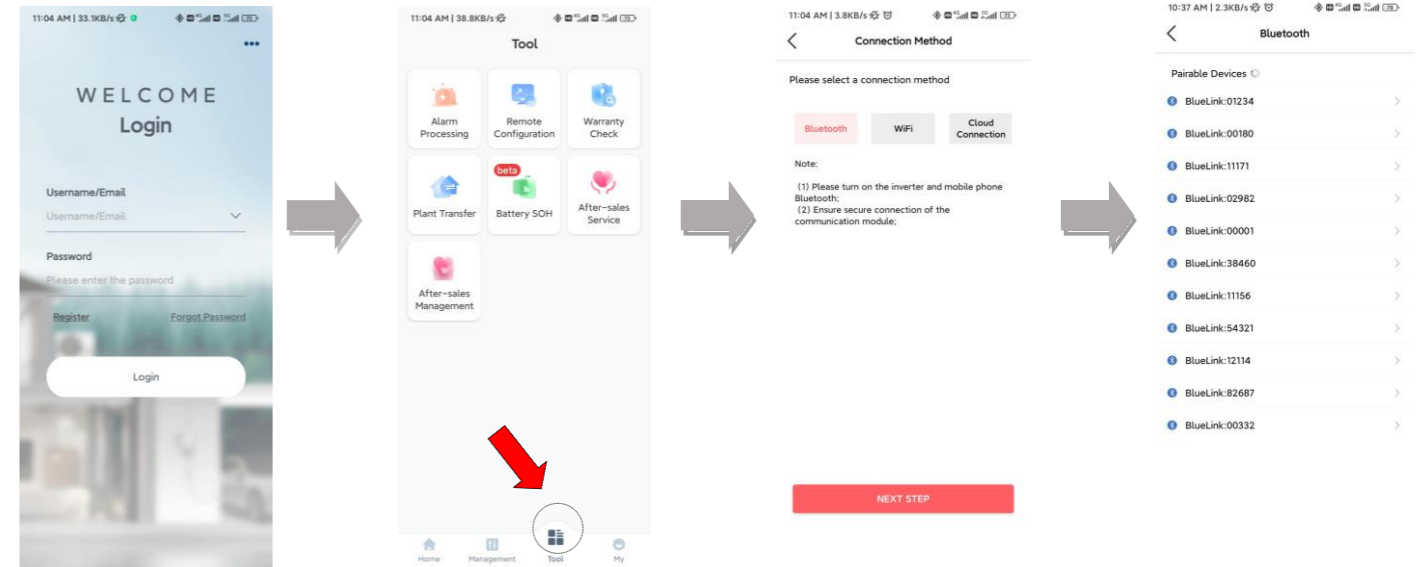 11:04 AM | 33.1KB/s
WELCOME
Login
Username/Email
Username/Email
Password
Please enter the password
Register
Forgot Password
Login
11:04 AM | 38.8KB/s
Tool
Alarm
Processing
Remote
Configuration
Warranty
Check
Plant Transfer
beta
Battery SOH
After-sales
Service
After-sales
Management
Home
Management
Tool
My
11:04 AM | 3.8KB/s
Connection Method
Please select a connection method
Bluetooth
WiFi
Cloud
Connection
Note:
(1) Please turn on the inverter and mobile phone
Bluetooth;
(2) Ensure secure connection of the
communication module;
NEXT STEP
10:37 AM | 2.3KB/s
Bluetooth
Pairable Devices
BlueLink:01234
BlueLink:00180
BlueLink:11171
BlueLink:02982
BlueLink:00001
BlueLink:38460
BlueLink:11156
BlueLink:54321
BlueLink:12114
BlueLink:82687
BlueLink:00332